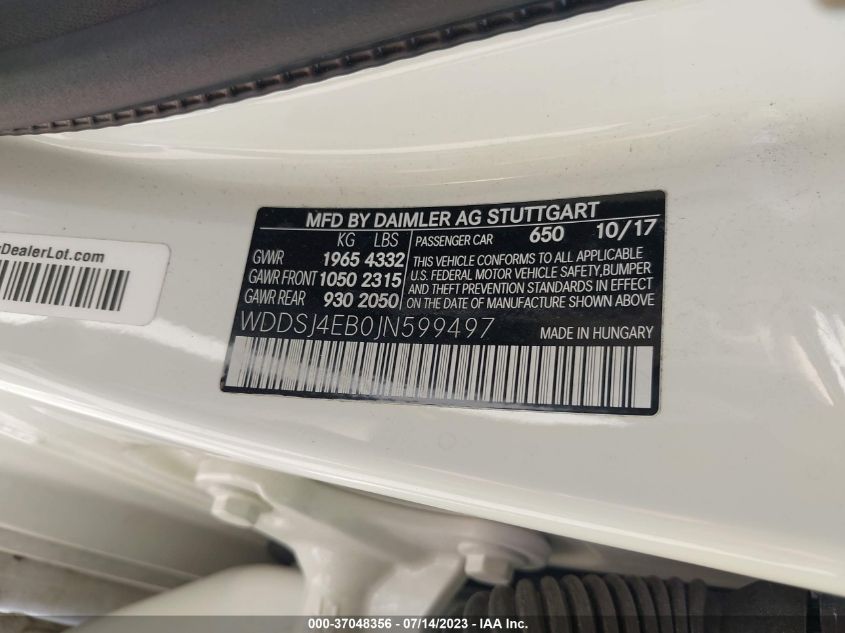 MFD BY DAIMLER AG STUTTGART
KG LBS
GVWR 1965 4332
GAWR FRONT 1050 2315
GAWR REAR 930 2050
PASSENGER CAR 650 10/17
THIS VEHICLE CONFORMS TO ALL APPLICABLE
U.S. FEDERAL MOTOR VEHICLE SAFETY, BUMPER
AND THEFT PREVENTION STANDARDS IN EFFECT
ON THE DATE OF MANUFACTURE SHOWN ABOVE
WDDSJ4EB0JN599497
MADE IN HUNGARY
DealerLot.com
000-37048356 - 07/14/2023 - IAA Inc.